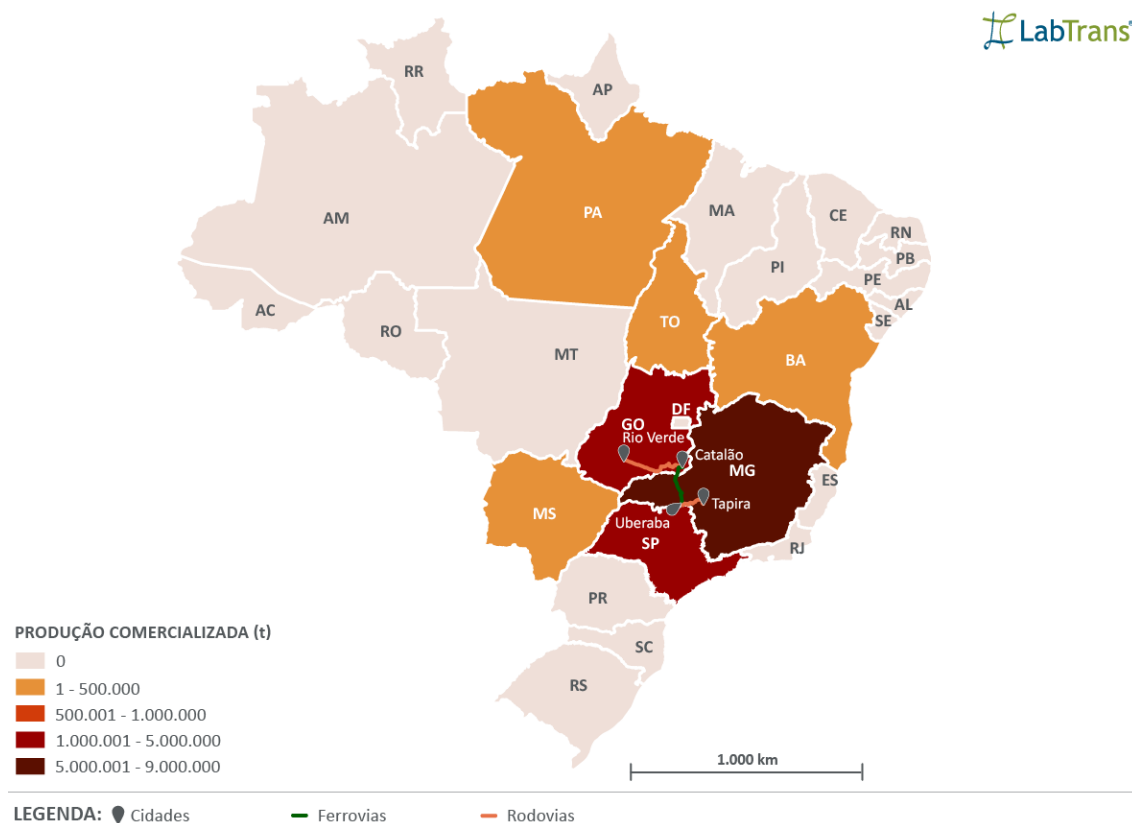 LabTrans
RR
AP
AM
PA
MA
CE
RN
PB
PI
PE
AL
SE
AC
RO
TO
MT
BA
DF
GO
Rio Verde
Catalão
MG
ES
Tapira
MS
Uberaba
SP
RJ
PR
SC
RS
PRODUÇÃO COMERCIALIZADA (t)
0
1 - 500.000
500.001 - 1.000.000
1.000.001 - 5.000.000
5.000.001 - 9.000.000
1.000 km
LEGENDA: Cidades Ferrovias Rodovias